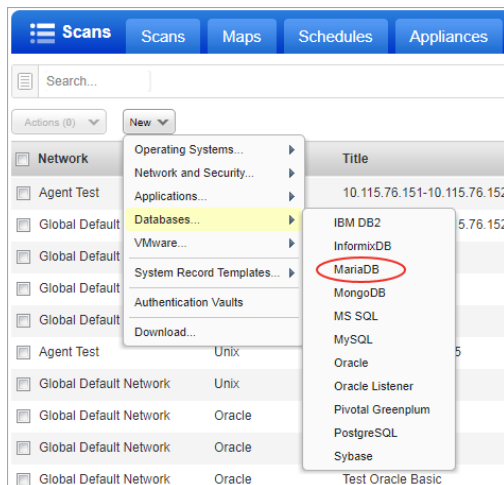 Scans
Scans
Maps
Schedules
Appliances
Search...
Actions (0)
New
Network
Title
Agent Test
10.115.76.151-10.115.76.152
Global Default
5.76.152
Global Default
Global Default
Global Default
Agent Test
Unix
5
Global Default Network
Unix
Global Default Network
Oracle
Global Default Network
Oracle
Global Default Network
Oracle
Test Oracle Basic
Operating Systems...
Network and Security...
Applications...
Databases...
VMware...
System Record Templates...
Authentication Vaults
Download...
IBM DB2
InformixDB
MariaDB
MongoDB
MS SQL
MySQL
Oracle
Oracle Listener
Pivotal Greenplum
PostgreSQL
Sybase